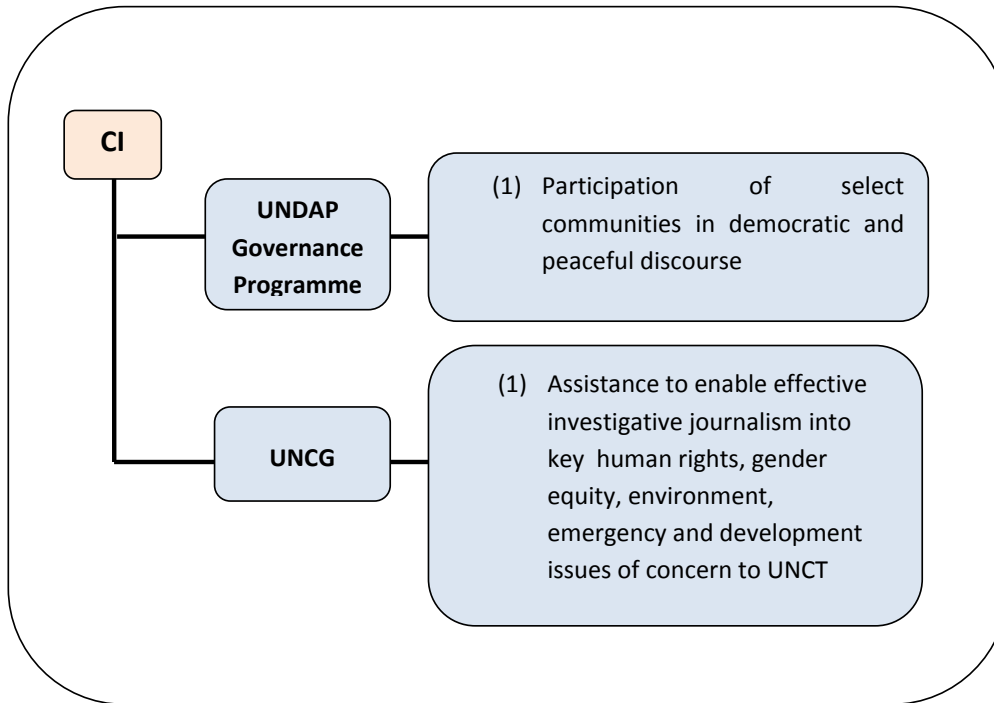 CI
UNDAP
Governance
Programme
(1) Participation of select
communities in democratic and
peaceful discourse
UNCG
(1) Assistance to enable effective
investigative journalism into
key human rights, gender
equity, environment,
emergency and development
issues of concern to UNCT